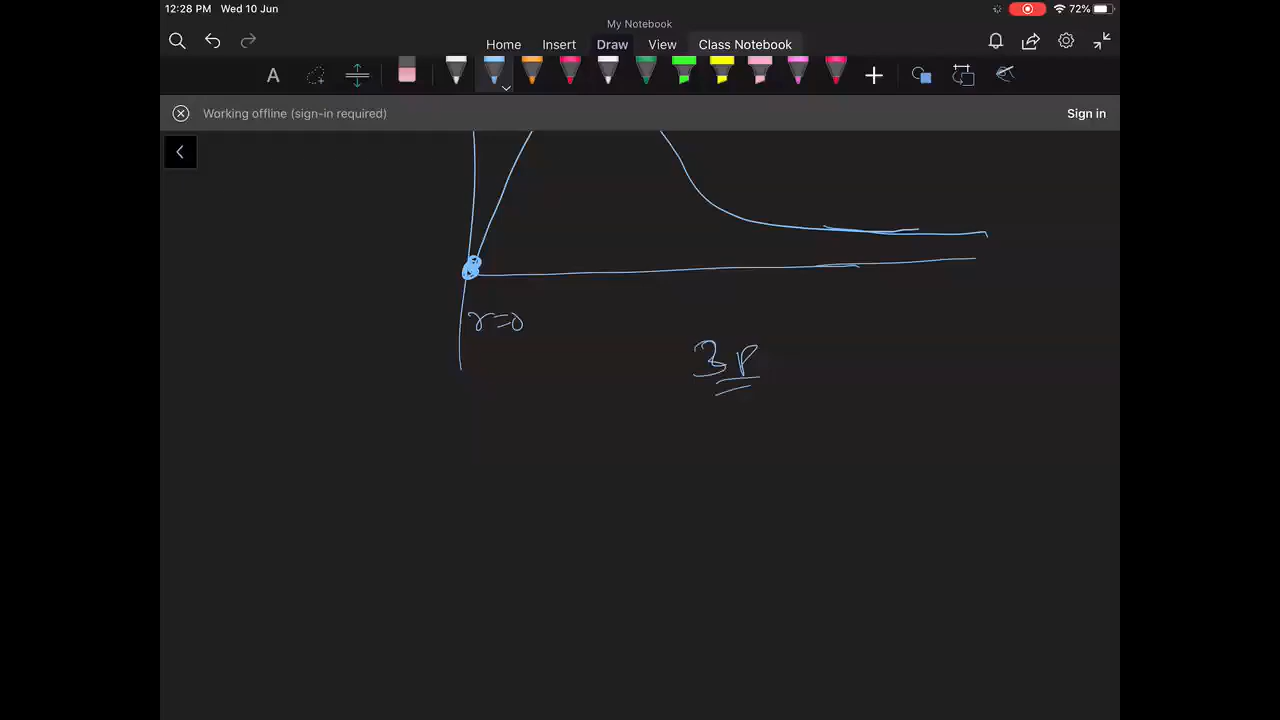 12:28 PM Wed 10 Jun
72%
My Notebook
Home Insert Draw View Class Notebook
A
Working offline (sign-in required)
Sign in
r=0
3p